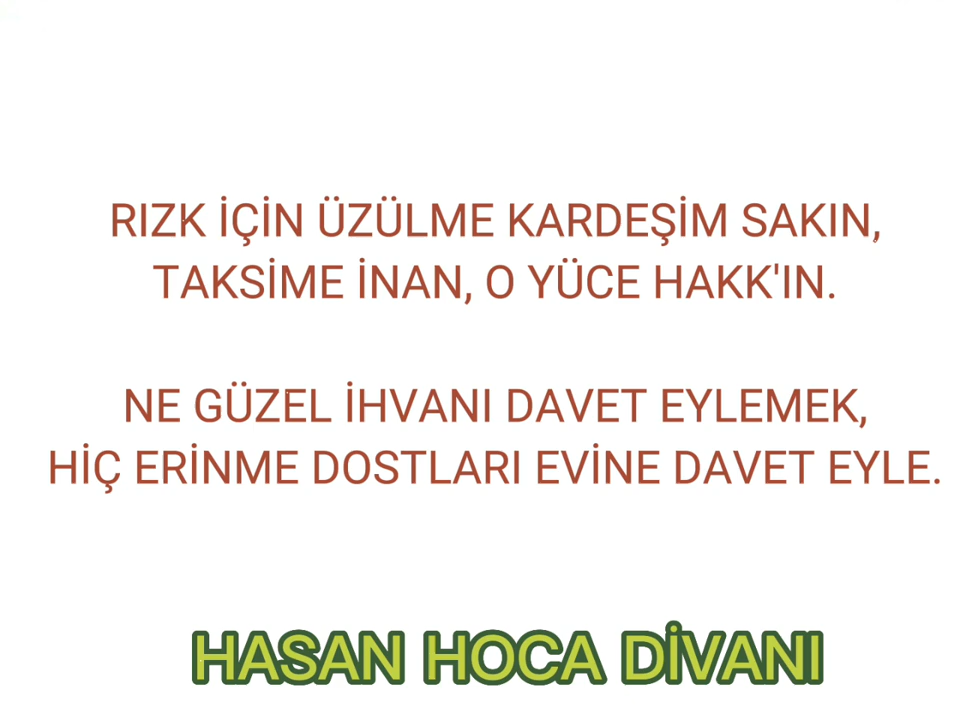 RIZK İÇİN ÜZÜLME KARDEŞİM SAKIN,
TAKSİME İNAN, O YÜCE HAKK'IN.
NE GÜZEL İHVANI DAVET EYLEMEK,
HİÇ ERİNME DOSTLARI EVİNE DAVET EYLE.
HASAN HOCA DİVANI